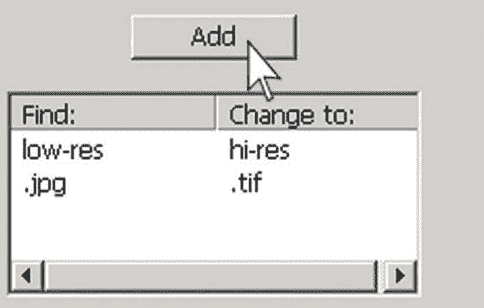 Add
Find: Change to:
low-res hi-res
.jpg .tif